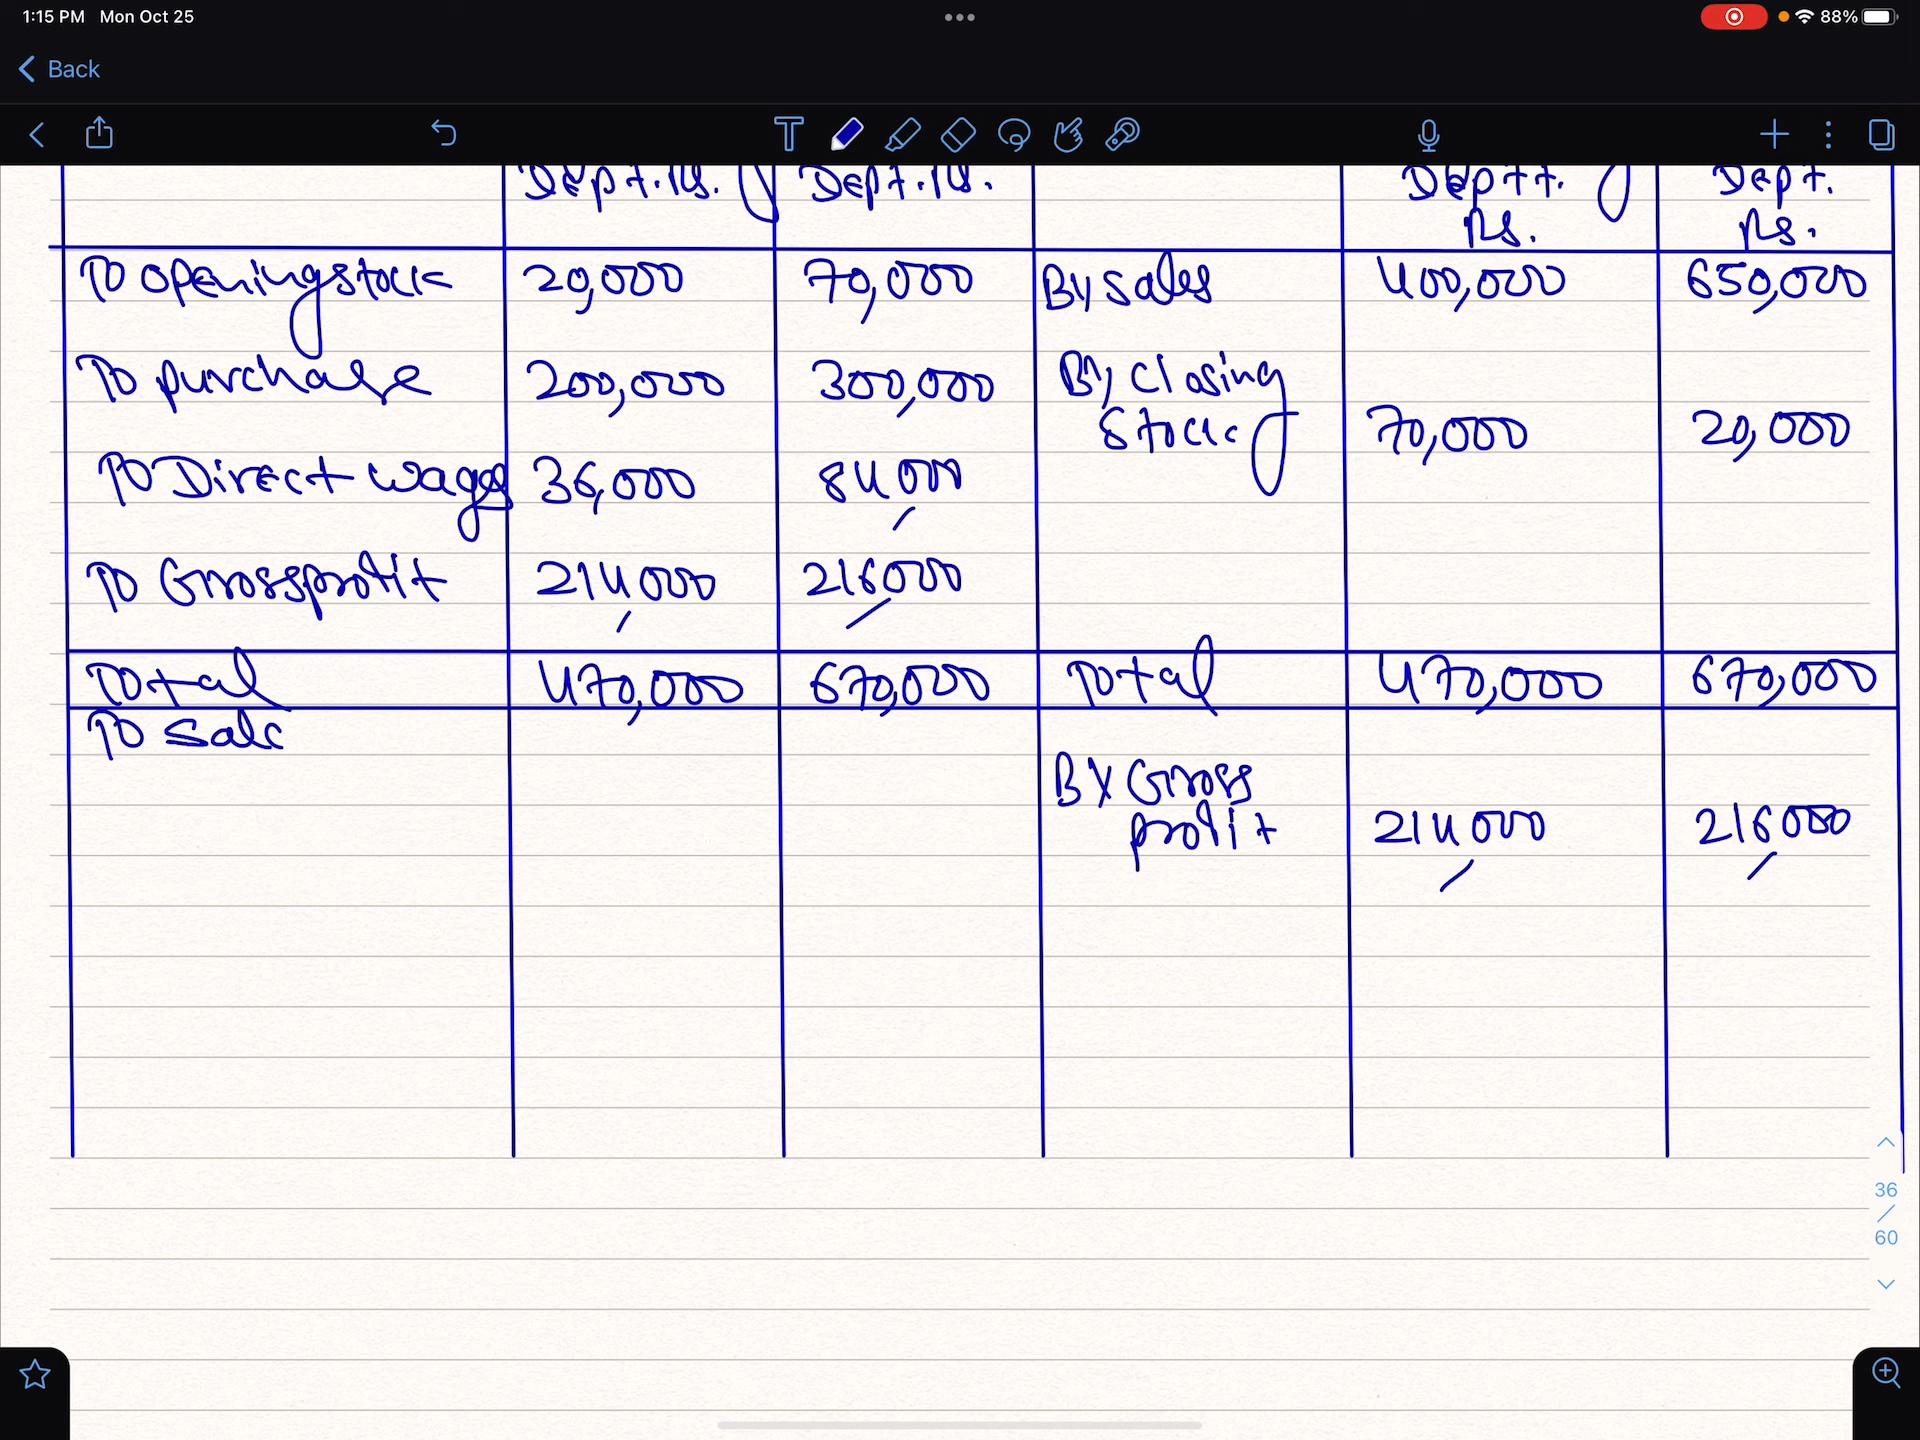 1:15 PM Mon Oct 25 88%
Back
Dept. Rs. Dept. Rs. Deptt. Dept.
Rs. Rs.
To Opening stock 20,000 70,000 By Sales 400,000 650,000
To purchase 200,000 300,000 By Closing
Stock 70,000 20,000
To Direct wages 36,000 84,000
To Gross profit 214,000 216,000
Total 470,000 670,000 Total 470,000 670,000
To Sala
By Gross
profit 214,000 216,000
36
/
60